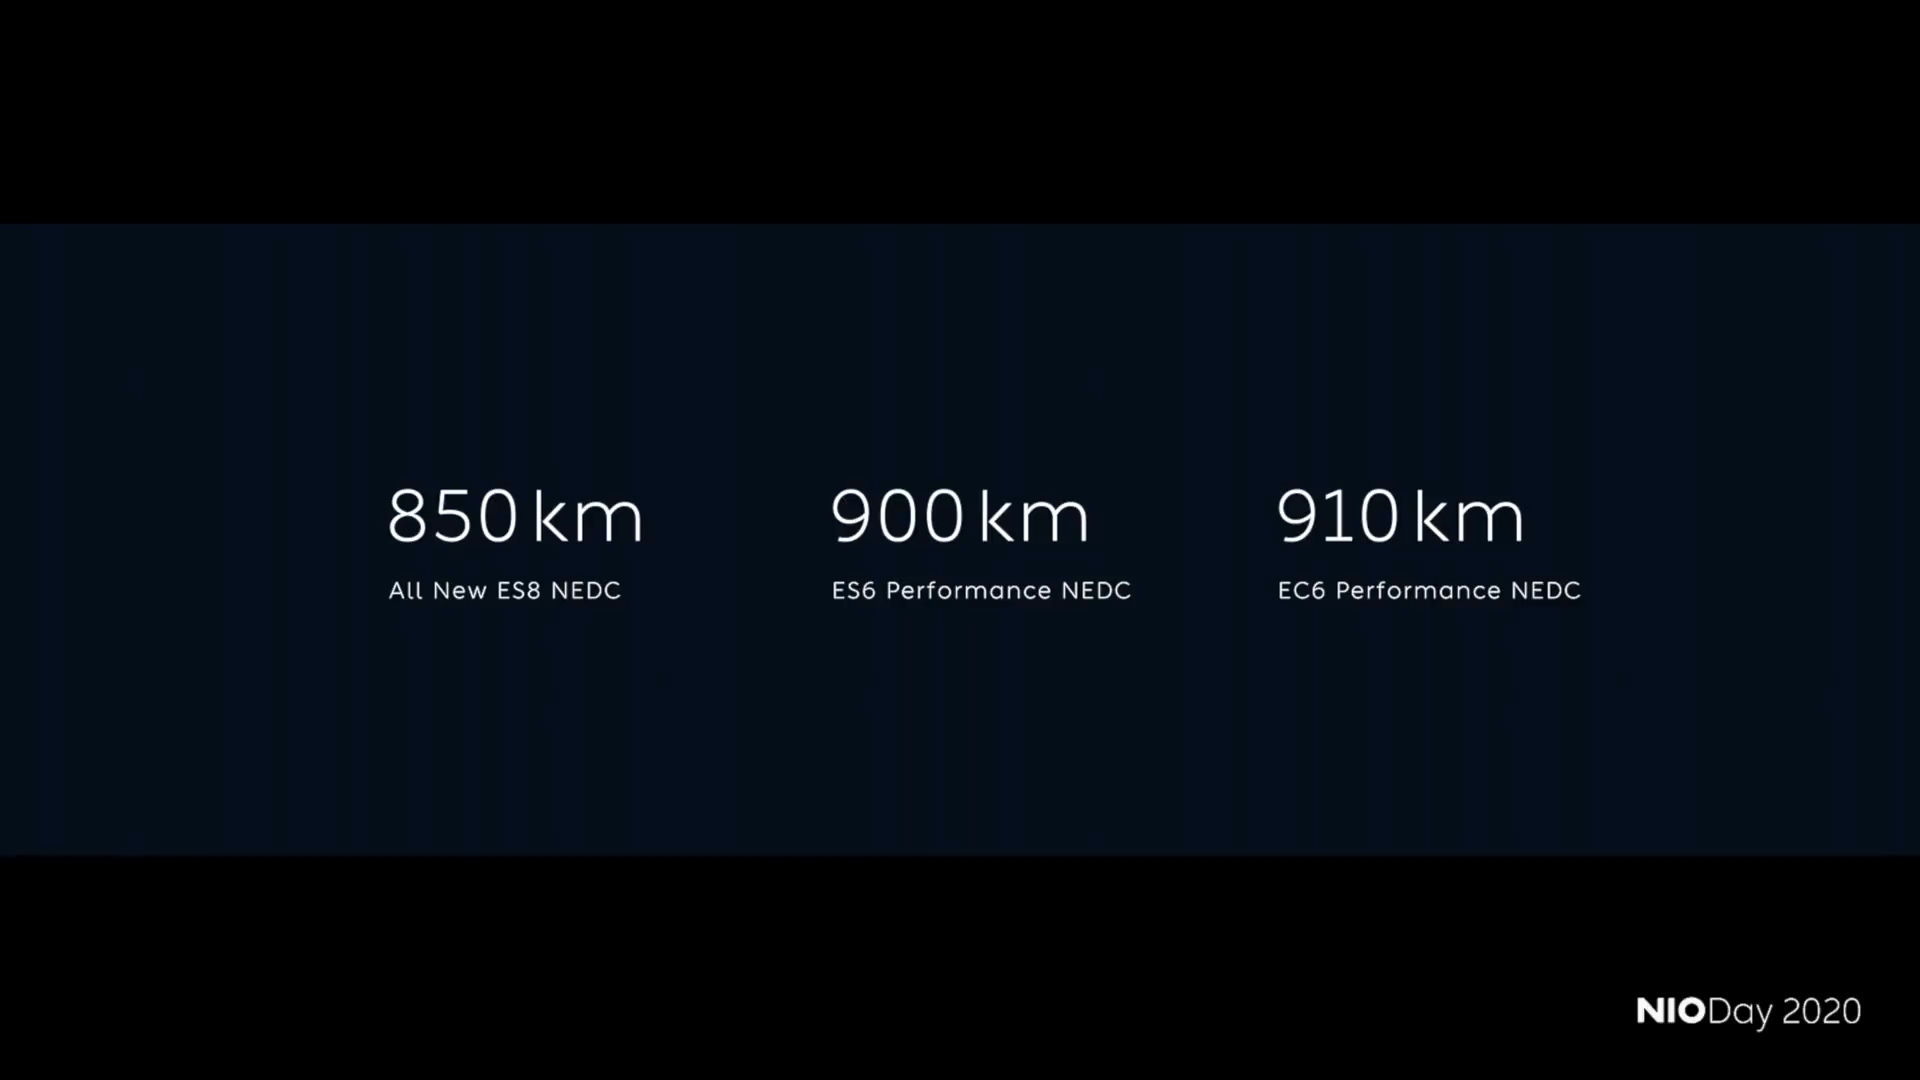 850 km
All New ES8 NEDC
900 km
ES6 Performance NEDC
910 km
EC6 Performance NEDC
NIODay 2020